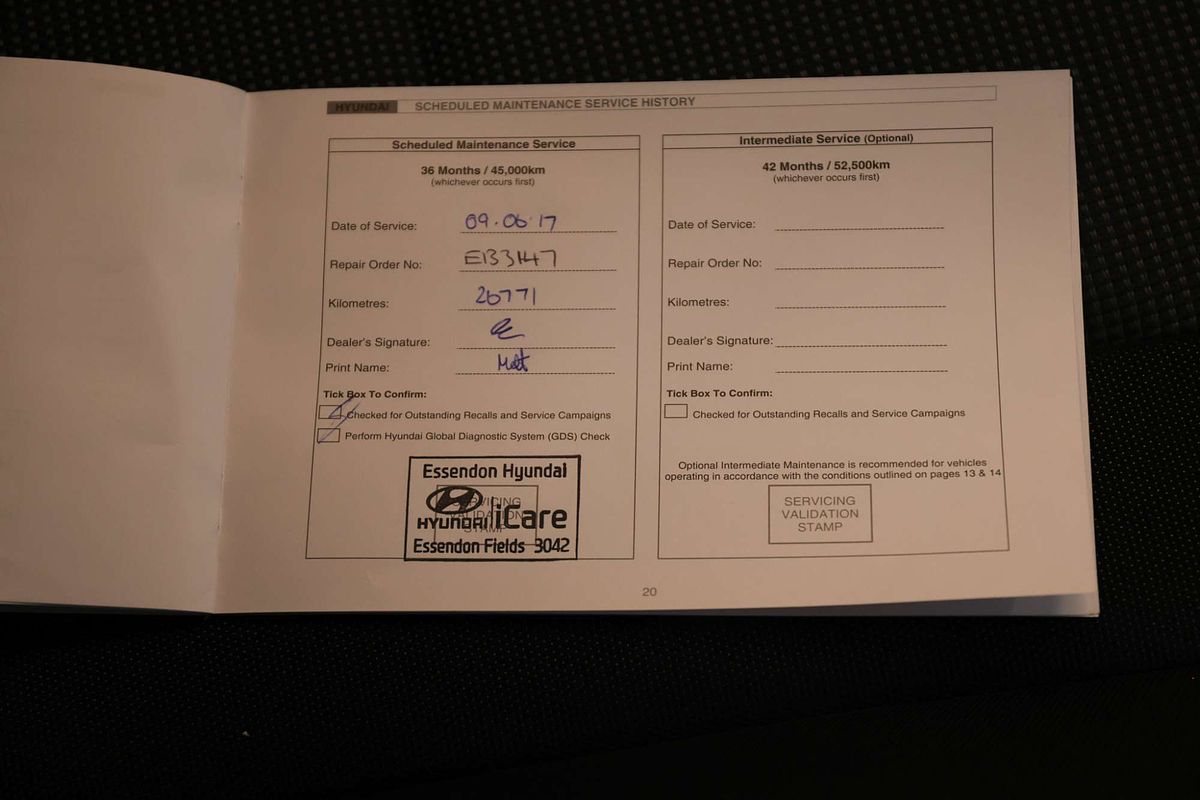 HYUNDAI SCHEDULED MAINTENANCE SERVICE HISTORY
Scheduled Maintenance Service
36 Months / 45,000km
(whichever occurs first)
Date of Service: 09.06.17
Repair Order No: EB33147
Kilometres: 26771
Dealer's Signature:
Print Name: Matt
Tick Box To Confirm:
Checked for Outstanding Recalls and Service Campaigns
Perform Hyundai Global Diagnostic System (GDS) Check
SERVICING
VALIDATION
STAMP
Essendon Hyundai
HYUNDAI iCare
Essendon Fields 3042
Intermediate Service (Optional)
42 Months / 52,500km
(whichever occurs first)
Date of Service:
Repair Order No:
Kilometres:
Dealer's Signature:
Print Name:
Tick Box To Confirm:
Checked for Outstanding Recalls and Service Campaigns
Optional Intermediate Maintenance is recommended for vehicles
operating in accordance with the conditions outlined on pages 13 & 14
SERVICING
VALIDATION
STAMP
20